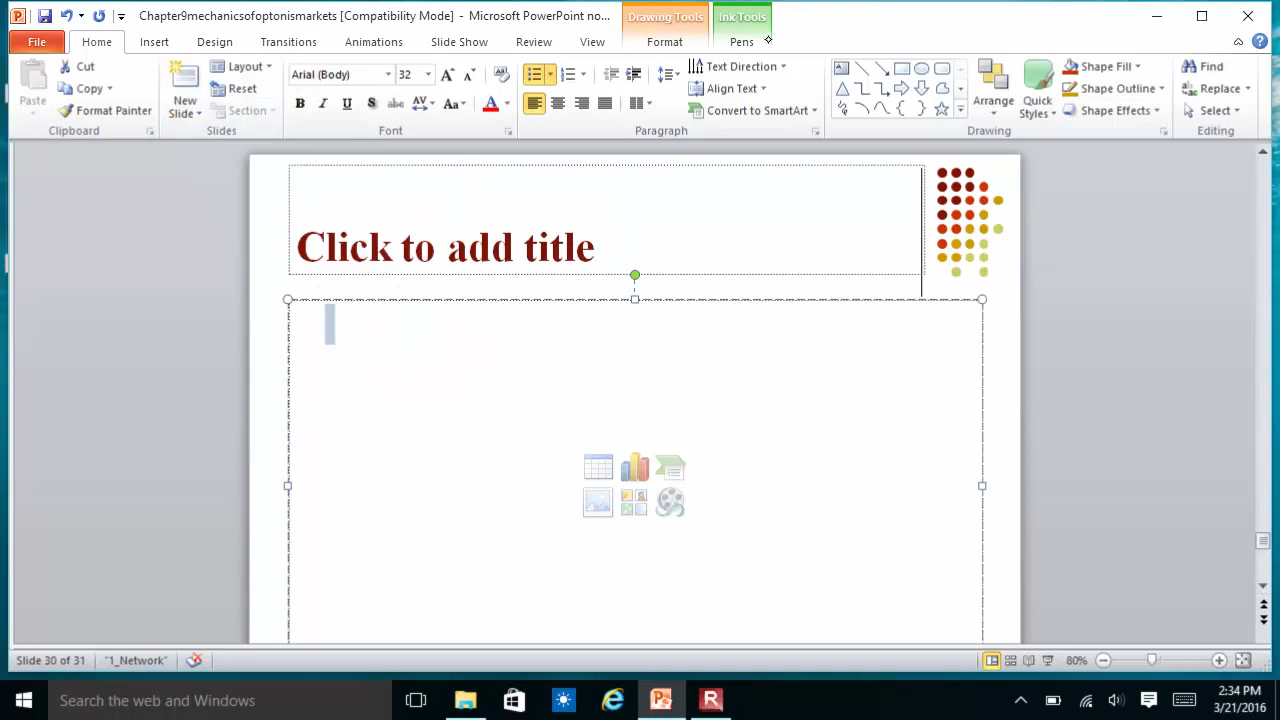 Chapter9mechanicsofoptonismarkets [Compatibility Mode] - Microsoft PowerPoint no...
Drawing Tools
Ink Tools
File Home Insert Design Transitions Animations Slide Show Review View Format Pens
Paste
Cut
Copy
Format Painter
Clipboard
New Slide
Layout
Reset
Section
Slides
Arial (Body) 32 A A
B I U S abc AV Aa A
Font
Text Direction
Align Text
Convert to SmartArt
Paragraph
Arrange
Quick Styles
Shape Fill
Shape Outline
Shape Effects
Drawing
Find
Replace
Select
Editing
Click to add title
Slide 30 of 31 "1_Network" 80%
Search the web and Windows
2:34 PM
3/21/2016